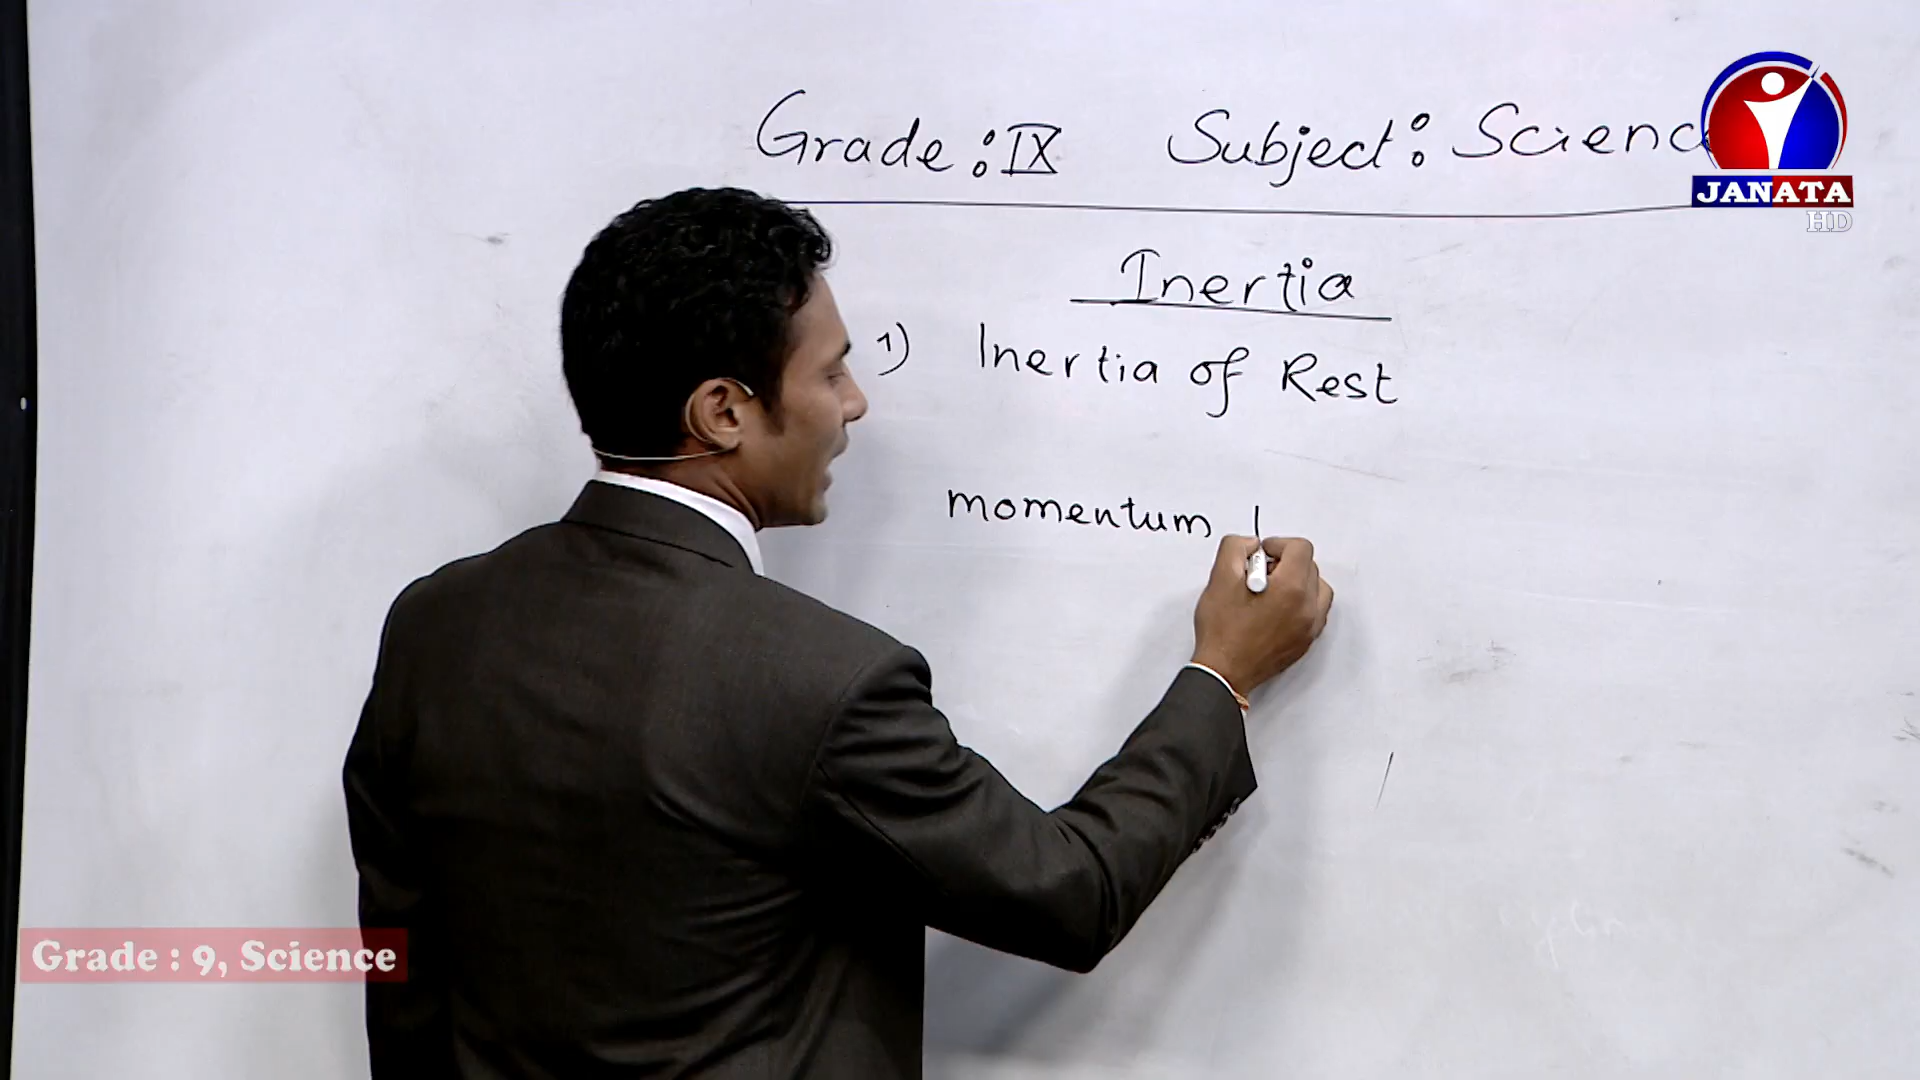 Grade : IX Subject : Scienc
JANATA
HD
Inertia
1) Inertia of Rest
momentum
Grade : 9, Science